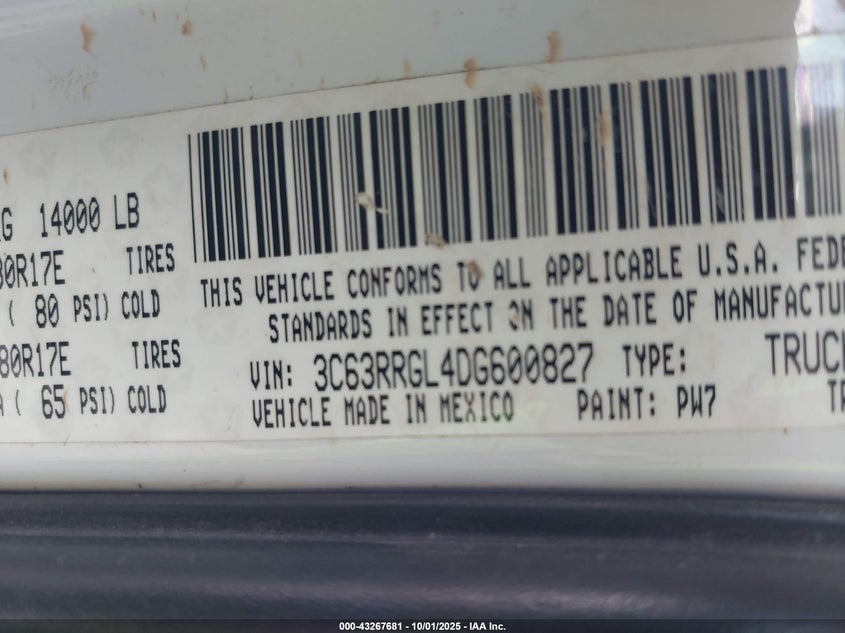 14000 LB
80R17E TIRES
( 80 PSI) COLD
80R17E TIRES
( 65 PSI) COLD
THIS VEHICLE CONFORMS TO ALL APPLICABLE U.S.A. FEDE
STANDARDS IN EFFECT ON THE DATE OF MANUFACTU
VIN: 3C63RRGL4DG600827 TYPE: TRUCK
VEHICLE MADE IN MEXICO PAINT: PW7
000-43267681 - 10/01/2025 - IAA Inc.